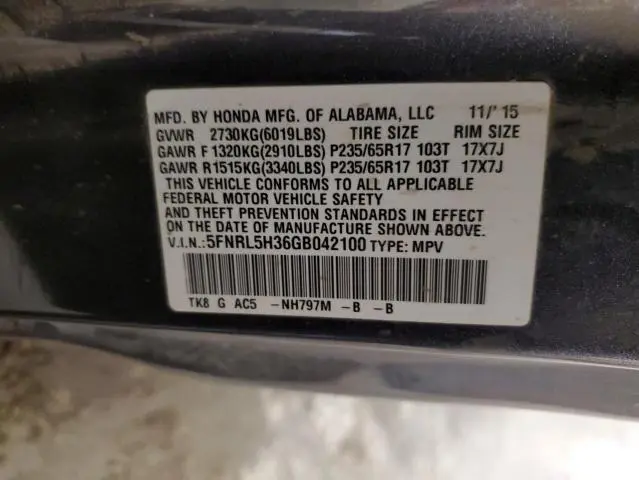 MFD. BY HONDA MFG. OF ALABAMA, LLC 11/'15
GVWR 2730KG(6019LBS) TIRE SIZE RIM SIZE
GAWR F 1320KG(2910LBS) P235/65R17 103T 17X7J
GAWR R1515KG(3340LBS) P235/65R17 103T 17X7J
THIS VEHICLE CONFORMS TO ALL APPLICABLE
FEDERAL MOTOR VEHICLE SAFETY
AND THEFT PREVENTION STANDARDS IN EFFECT
ON THE DATE OF MANUFACTURE SHOWN ABOVE.
V.I.N.:5FNRL5H36GB042100 TYPE: MPV
TK8 G AC5 -NH797M -B -B